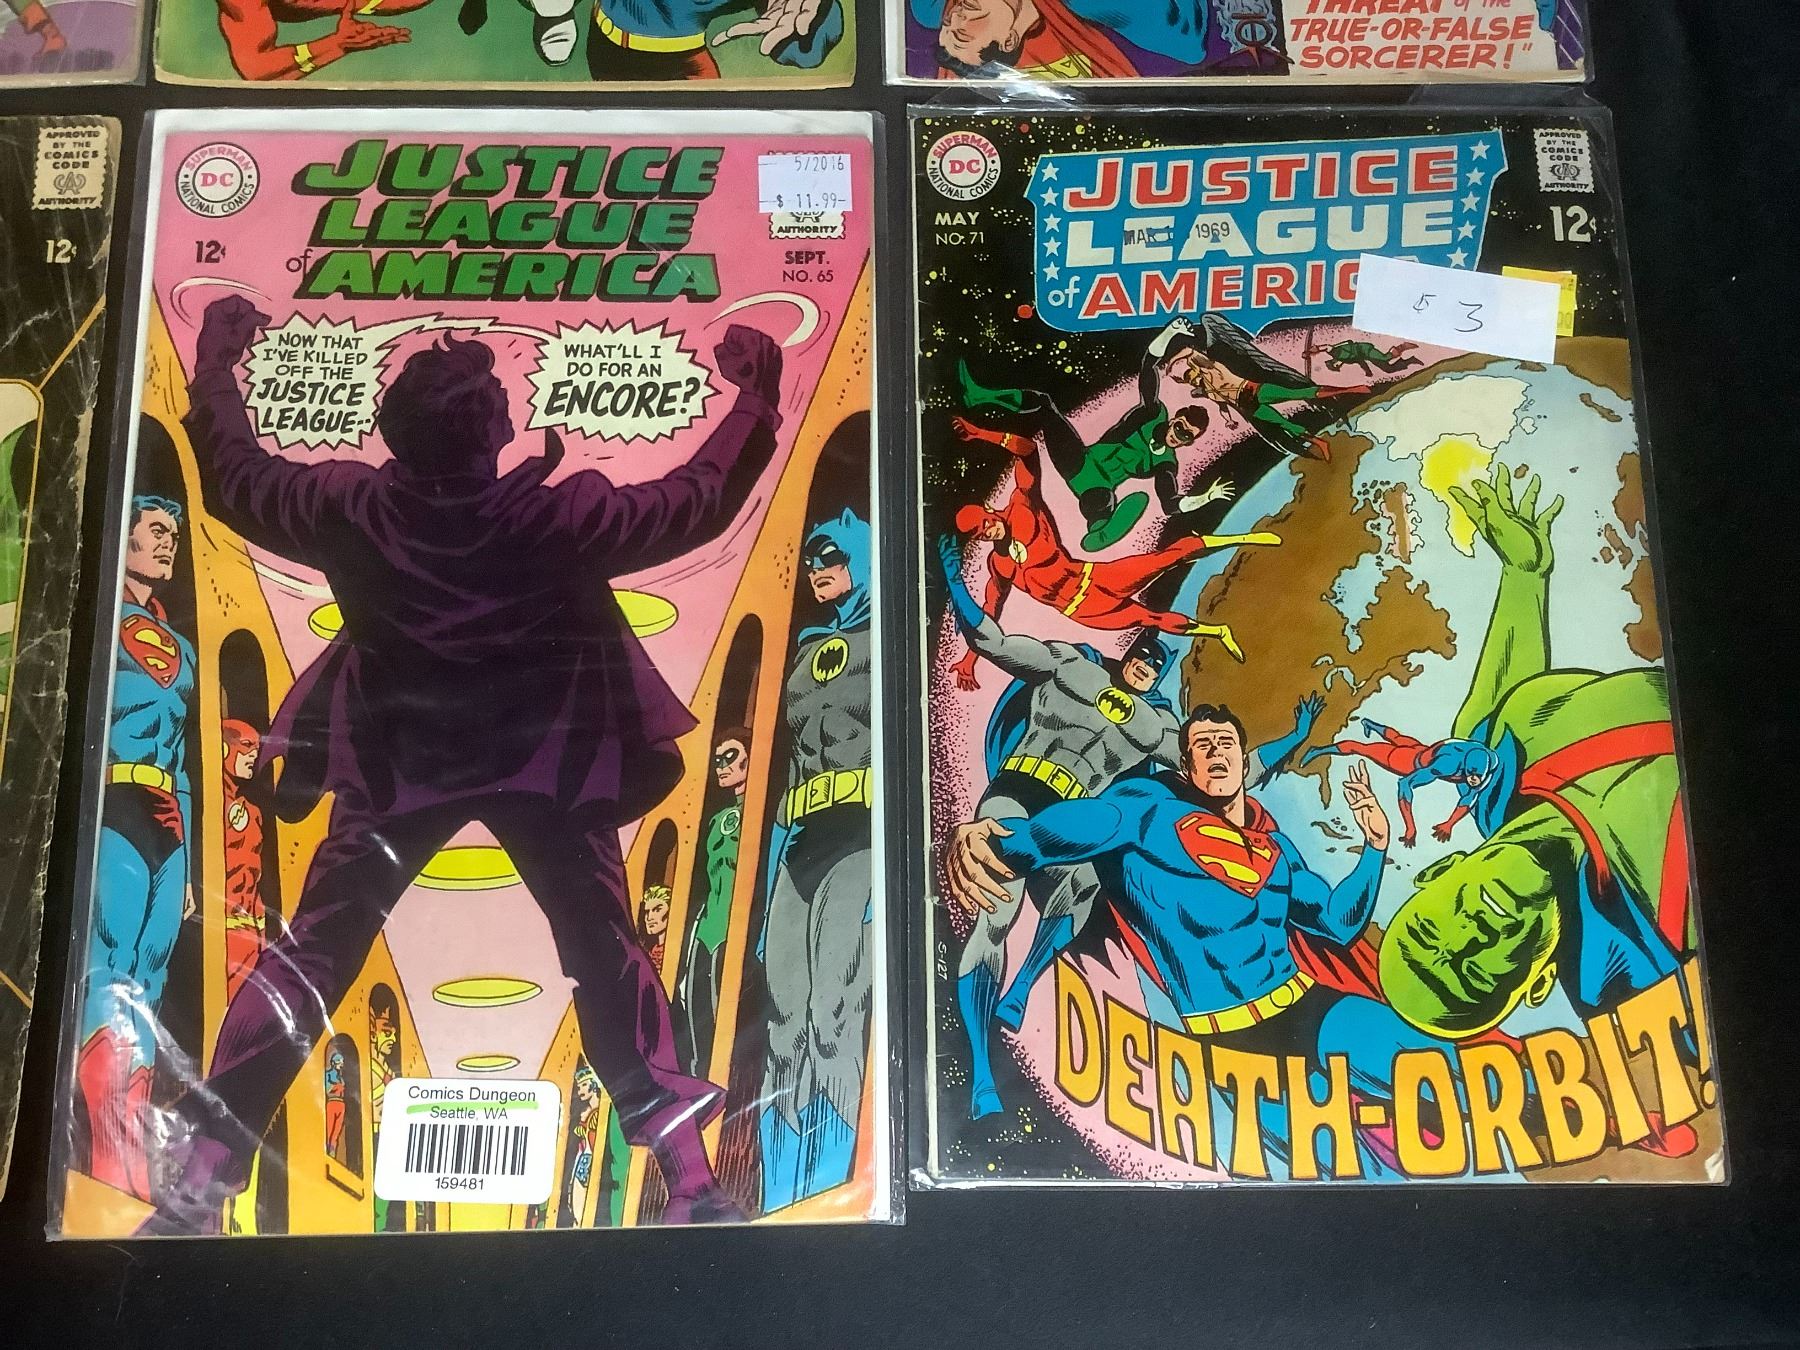 THREAT of the
TRUE-OR-FALSE
SORCERER!"
APPROVED
BY THE
COMICS
CODE
AUTHORITY
12¢
SUPERMAN
DC
NATIONAL COMICS
JUSTICE
LEAGUE
of AMERICA
12¢
5/2016
$ 11.99
AUTHORITY
SEPT.
NO. 65
NOW THAT
I'VE KILLED
OFF THE
JUSTICE
LEAGUE--
WHAT'LL I
DO FOR AN
ENCORE?
Comics Dungeon
Seattle, WA
159481
SUPERMAN
DC
NATIONAL COMICS
MAY
NO. 71
JUSTICE
LEAGUE
MAR 1969
of AMERIC
APPROVED
BY THE
COMICS
CODE
AUTHORITY
12¢
$ 3
S-127
DEATH-ORBIT!